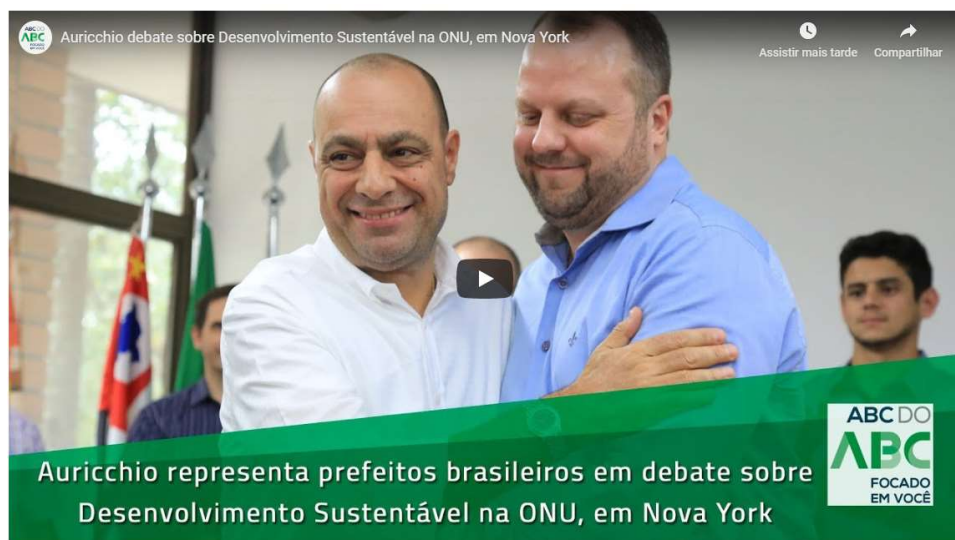 ABC DO
ABC
FOCADO
EM VOCÊ
Auricchio debate sobre Desenvolvimento Sustentável na ONU, em Nova York
Assistir mais tarde
Compartilhar
Auricchio representa prefeitos brasileiros em debate sobre
Desenvolvimento Sustentável na ONU, em Nova York
ABC DO
ABC
FOCADO
EM VOCÊ